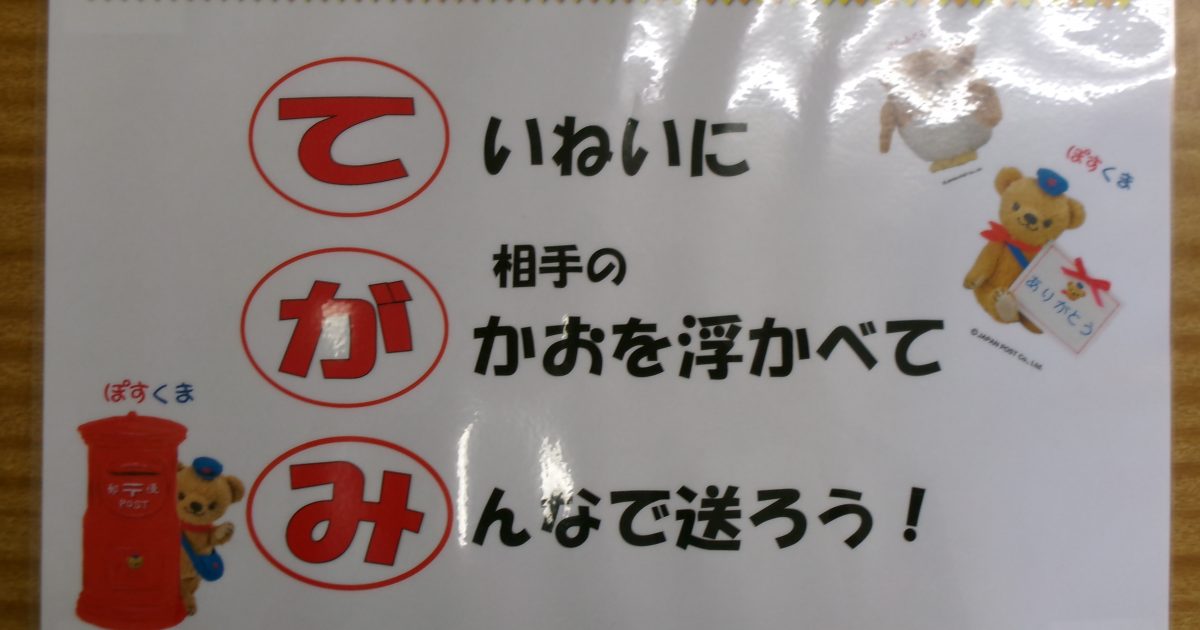 ていねいに
相手の
が かおを浮かべて
みんなで送ろう！
ぽすくま
ありがとう
© JAPAN POST Co., Ltd.
ぽすくま
郵〒便
POST